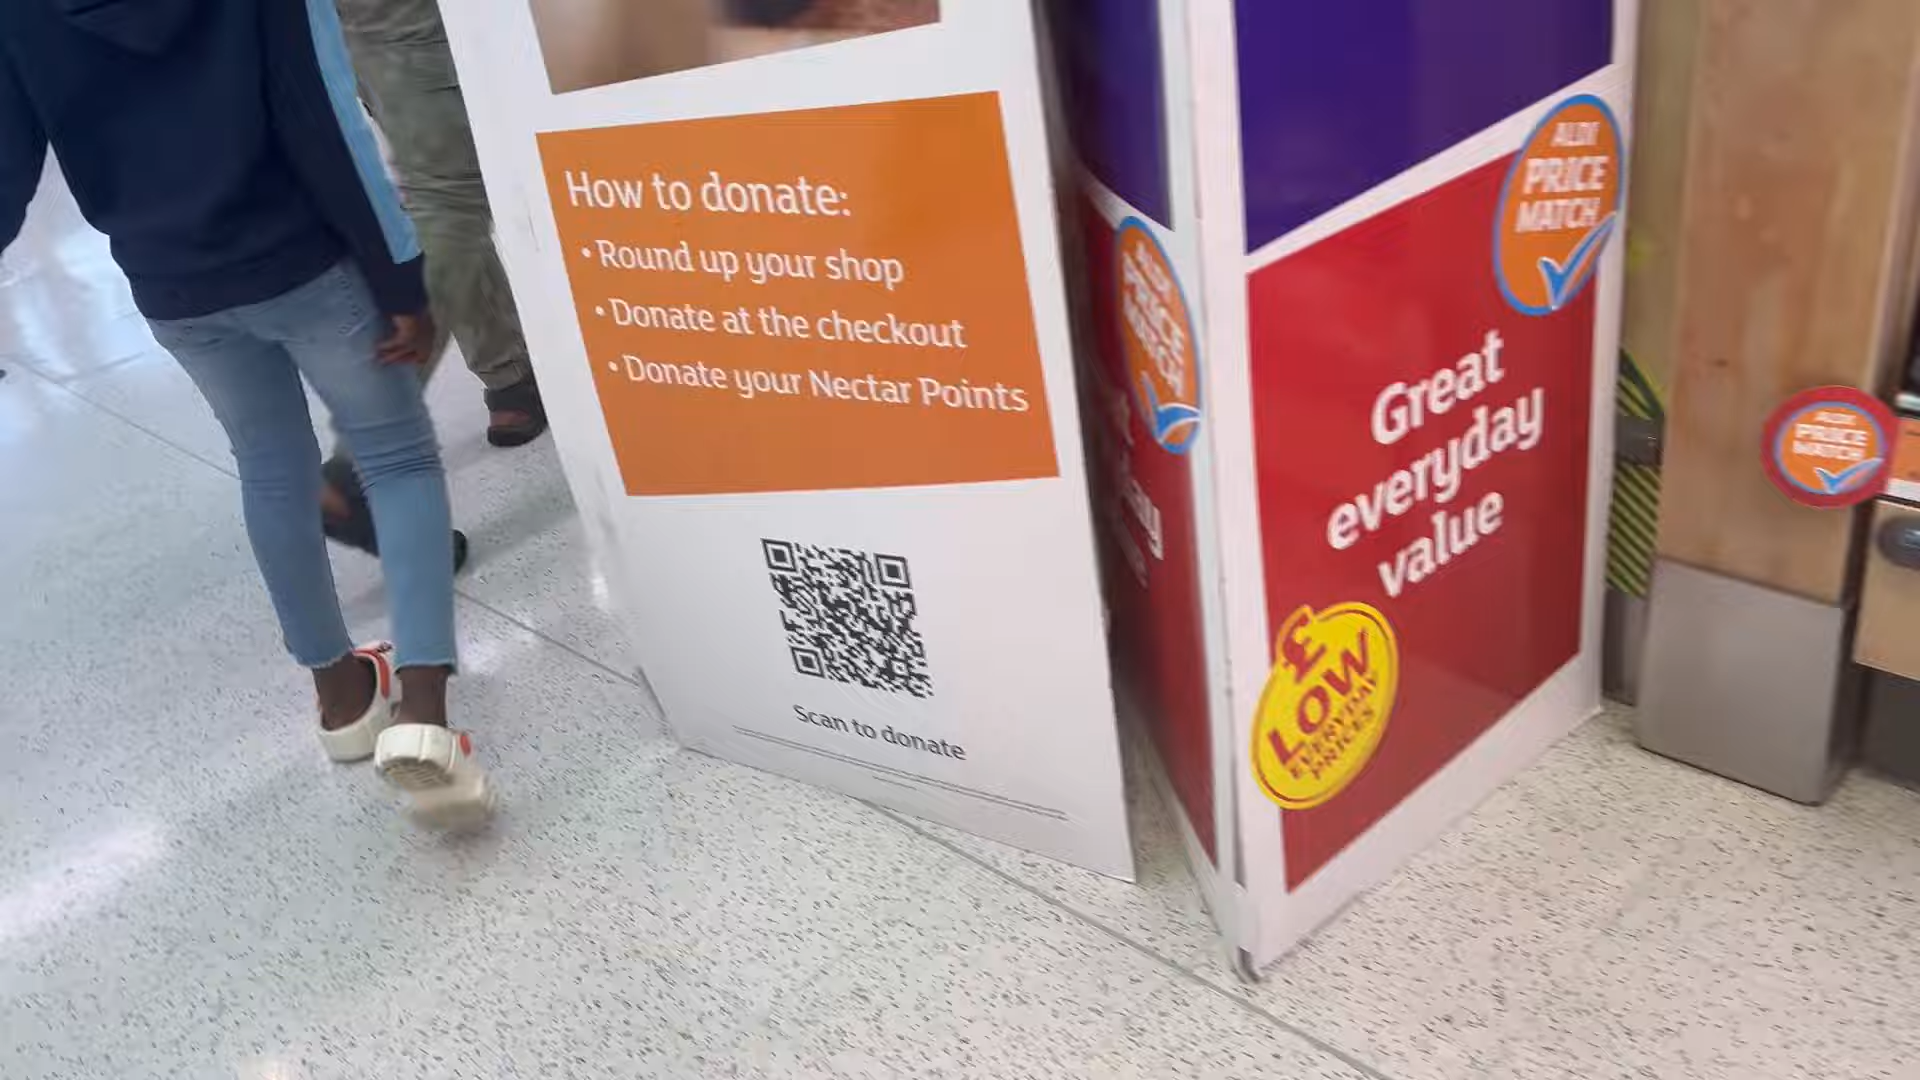 How to donate:
• Round up your shop
• Donate at the checkout
• Donate your Nectar Points
Scan to donate
ALDI
PRICE
MATCH
ALDI
PRICE
MATCH
Great
everyday
value
£
LOW
EVERYDAY
PRICES
ALDI
PRICE
MATCH